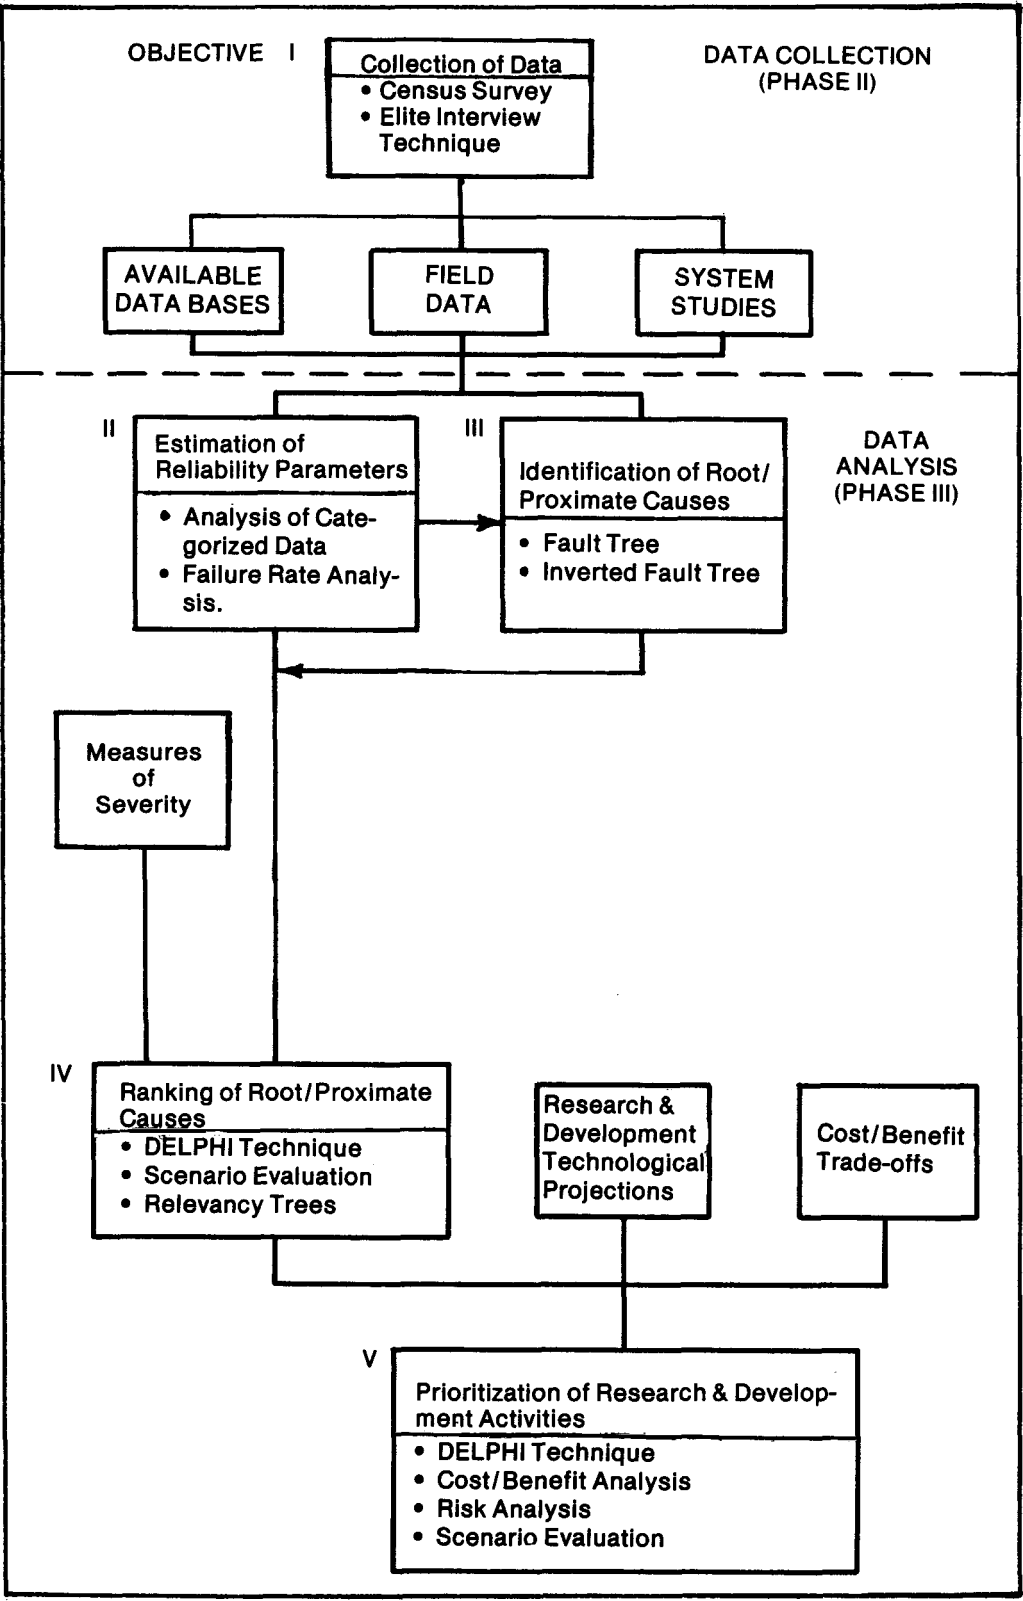 OBJECTIVE I
Collection of Data
• Census Survey
• Elite Interview
Technique
DATA COLLECTION
(PHASE II)
AVAILABLE
DATA BASES
FIELD
DATA
SYSTEM
STUDIES
II
Estimation of
Reliability Parameters
• Analysis of Cate-
gorized Data
• Failure Rate Analy-
sis.
III
Identification of Root/
Proximate Causes
• Fault Tree
• Inverted Fault Tree
DATA
ANALYSIS
(PHASE III)
Measures
of
Severity
IV
Ranking of Root/Proximate
Causes
• DELPHI Technique
• Scenario Evaluation
• Relevancy Trees
Research &
Development
Technological
Projections
Cost/Benefit
Trade-offs
V
Prioritization of Research & Develop-
ment Activities
• DELPHI Technique
• Cost/Benefit Analysis
• Risk Analysis
• Scenario Evaluation